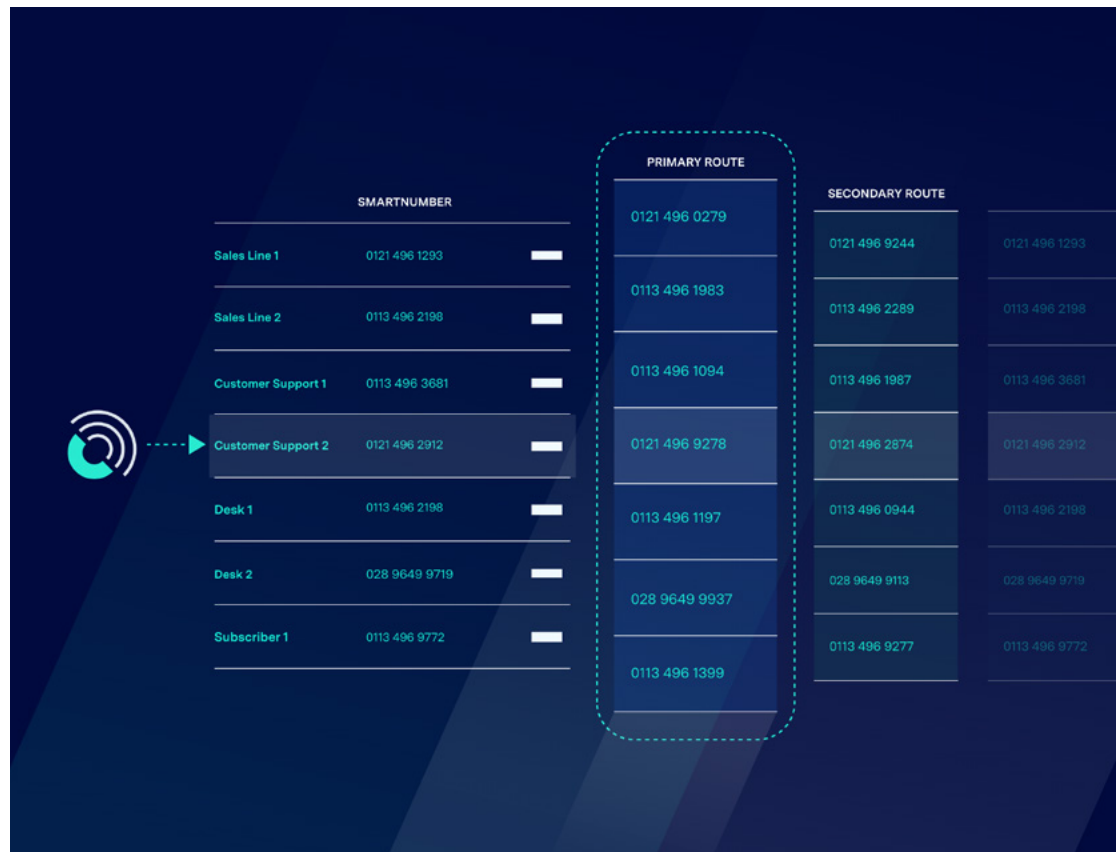 PRIMARY ROUTE
SMARTNUMBER
SECONDARY ROUTE
Sales Line 1 0121 496 1293 0121 496 0279 0121 496 9244 0121 496 1293
Sales Line 2 0113 496 2198 0113 496 1983 0113 496 2289 0113 496 2198
Customer Support 1 0113 496 3681 0113 496 1094 0113 496 1987 0113 496 3681
Customer Support 2 0121 496 2912 0121 496 9278 0121 496 2874 0121 496 2912
Desk 1 0113 496 2198 0113 496 1197 0113 496 0944 0113 496 2198
Desk 2 028 9649 9719 028 9649 9937 028 9649 9113 028 9649 9719
Subscriber 1 0113 496 9772 0113 496 1399 0113 496 9277 0113 496 9772